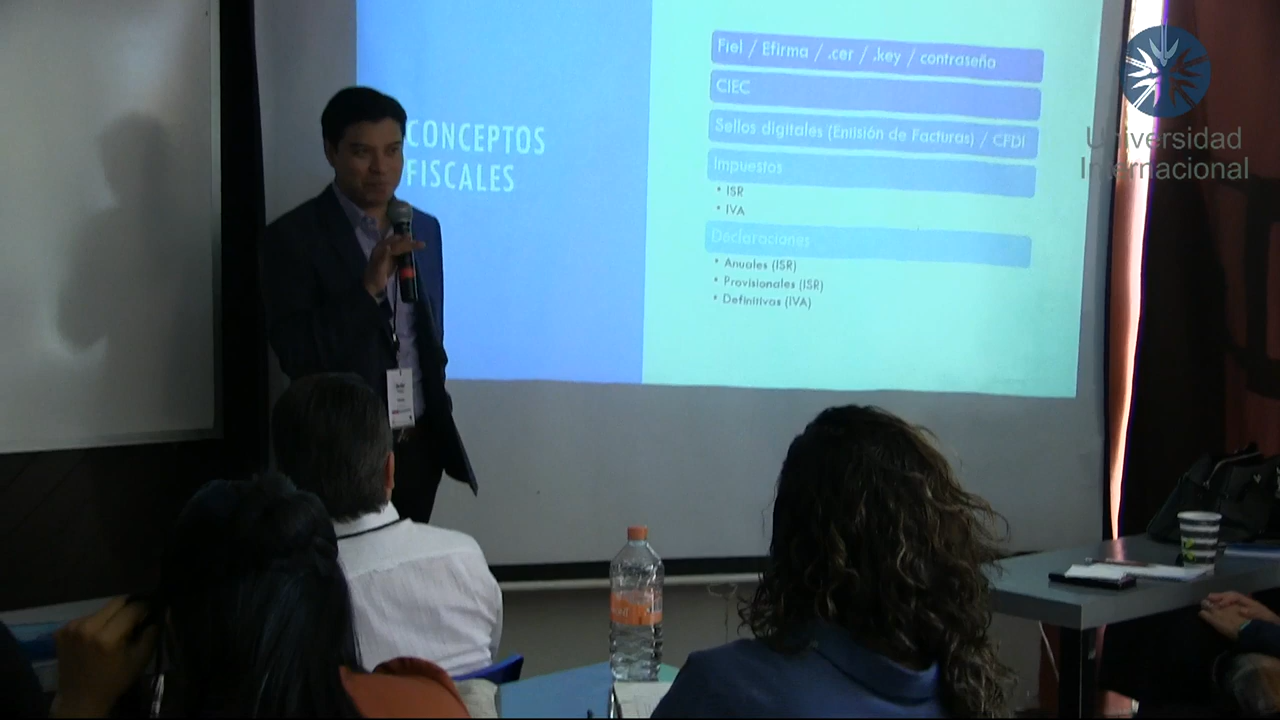 CONCEPTOS
FISCALES
Fiel / Efirma / .cer / .key / contraseña
CIEC
Sellos digitales (Emisión de Facturas) / CFDI
Impuestos
• ISR
• IVA
Declaraciones
• Anuales (ISR)
• Provisionales (ISR)
• Definitivas (IVA)
Universidad
Internacional